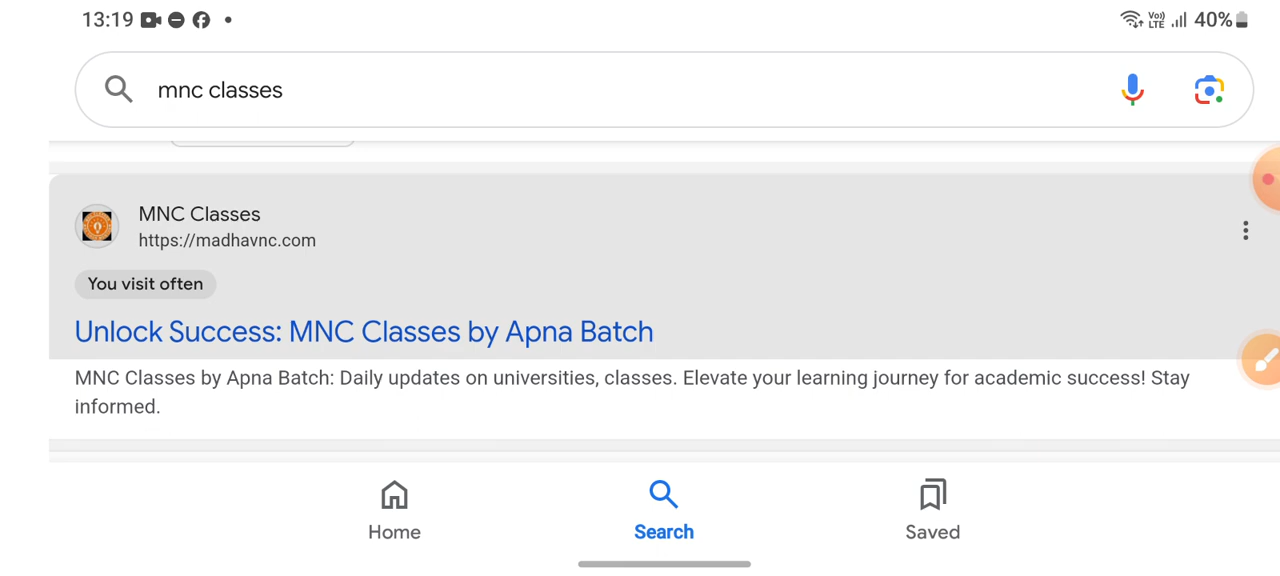 13:19
Vo))
LTE
40%
mnc classes
MNC Classes
https://madhavnc.com
You visit often
Unlock Success: MNC Classes by Apna Batch
MNC Classes by Apna Batch: Daily updates on universities, classes. Elevate your learning journey for academic success! Stay
informed.
Home
Search
Saved